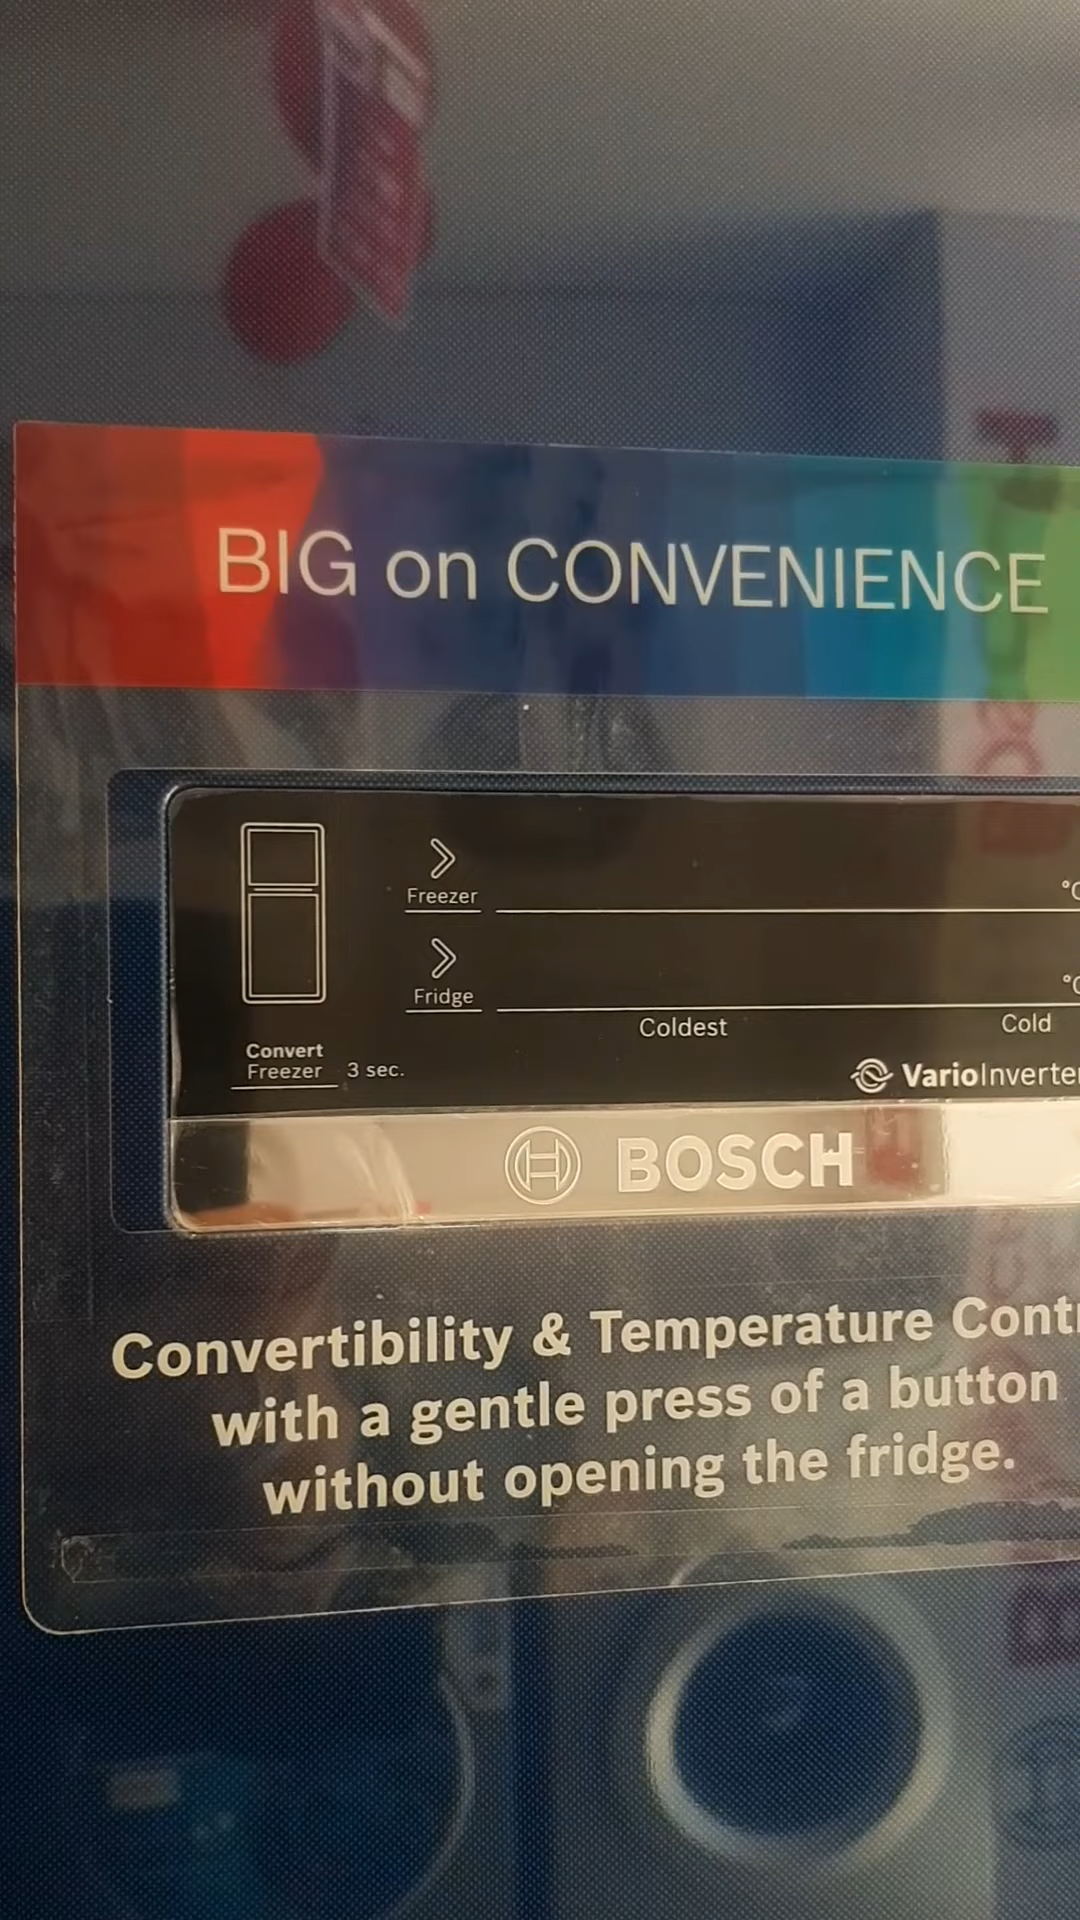 BIG on CONVENIENCE
Freezer
°C
Fridge
°C
Coldest Cold
Convert
Freezer 3 sec.
VarioInverter
BOSCH
Convertibility & Temperature Cont
with a gentle press of a button
without opening the fridge.